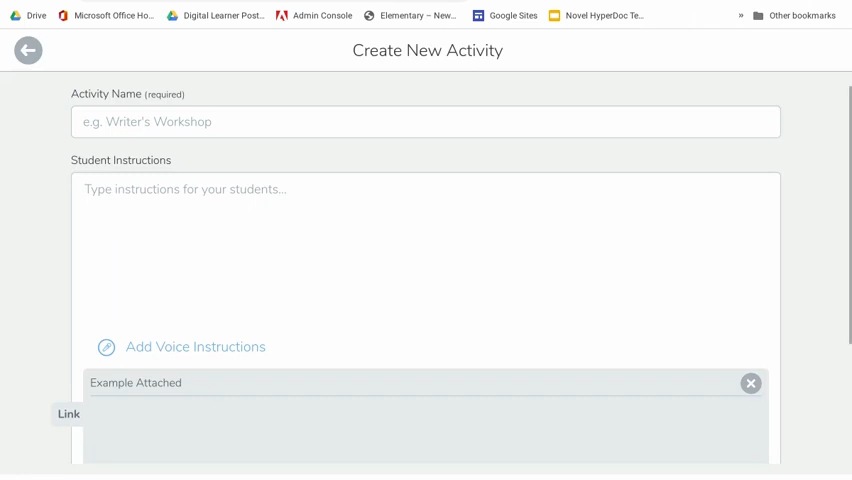 Drive Microsoft Office Ho... Digital Learner Post... Admin Console Elementary – New... Google Sites Novel HyperDoc Te... » Other bookmarks
Create New Activity
Activity Name (required)
e.g. Writer's Workshop
Student Instructions
Type instructions for your students...
Add Voice Instructions
Example Attached
Link